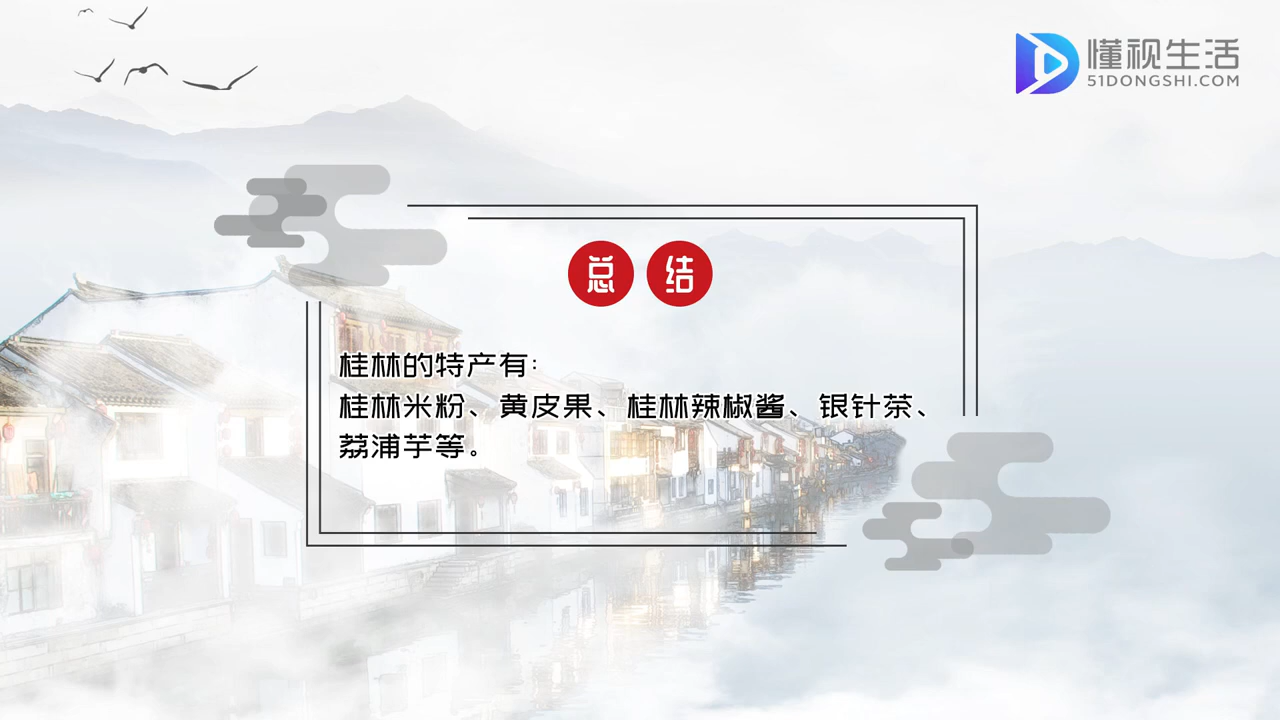 懂视生活
51DONGSHI.COM
总结
桂林的特产有:
桂林米粉、黄皮果、桂林辣椒酱、银针茶、
荔浦芋等。